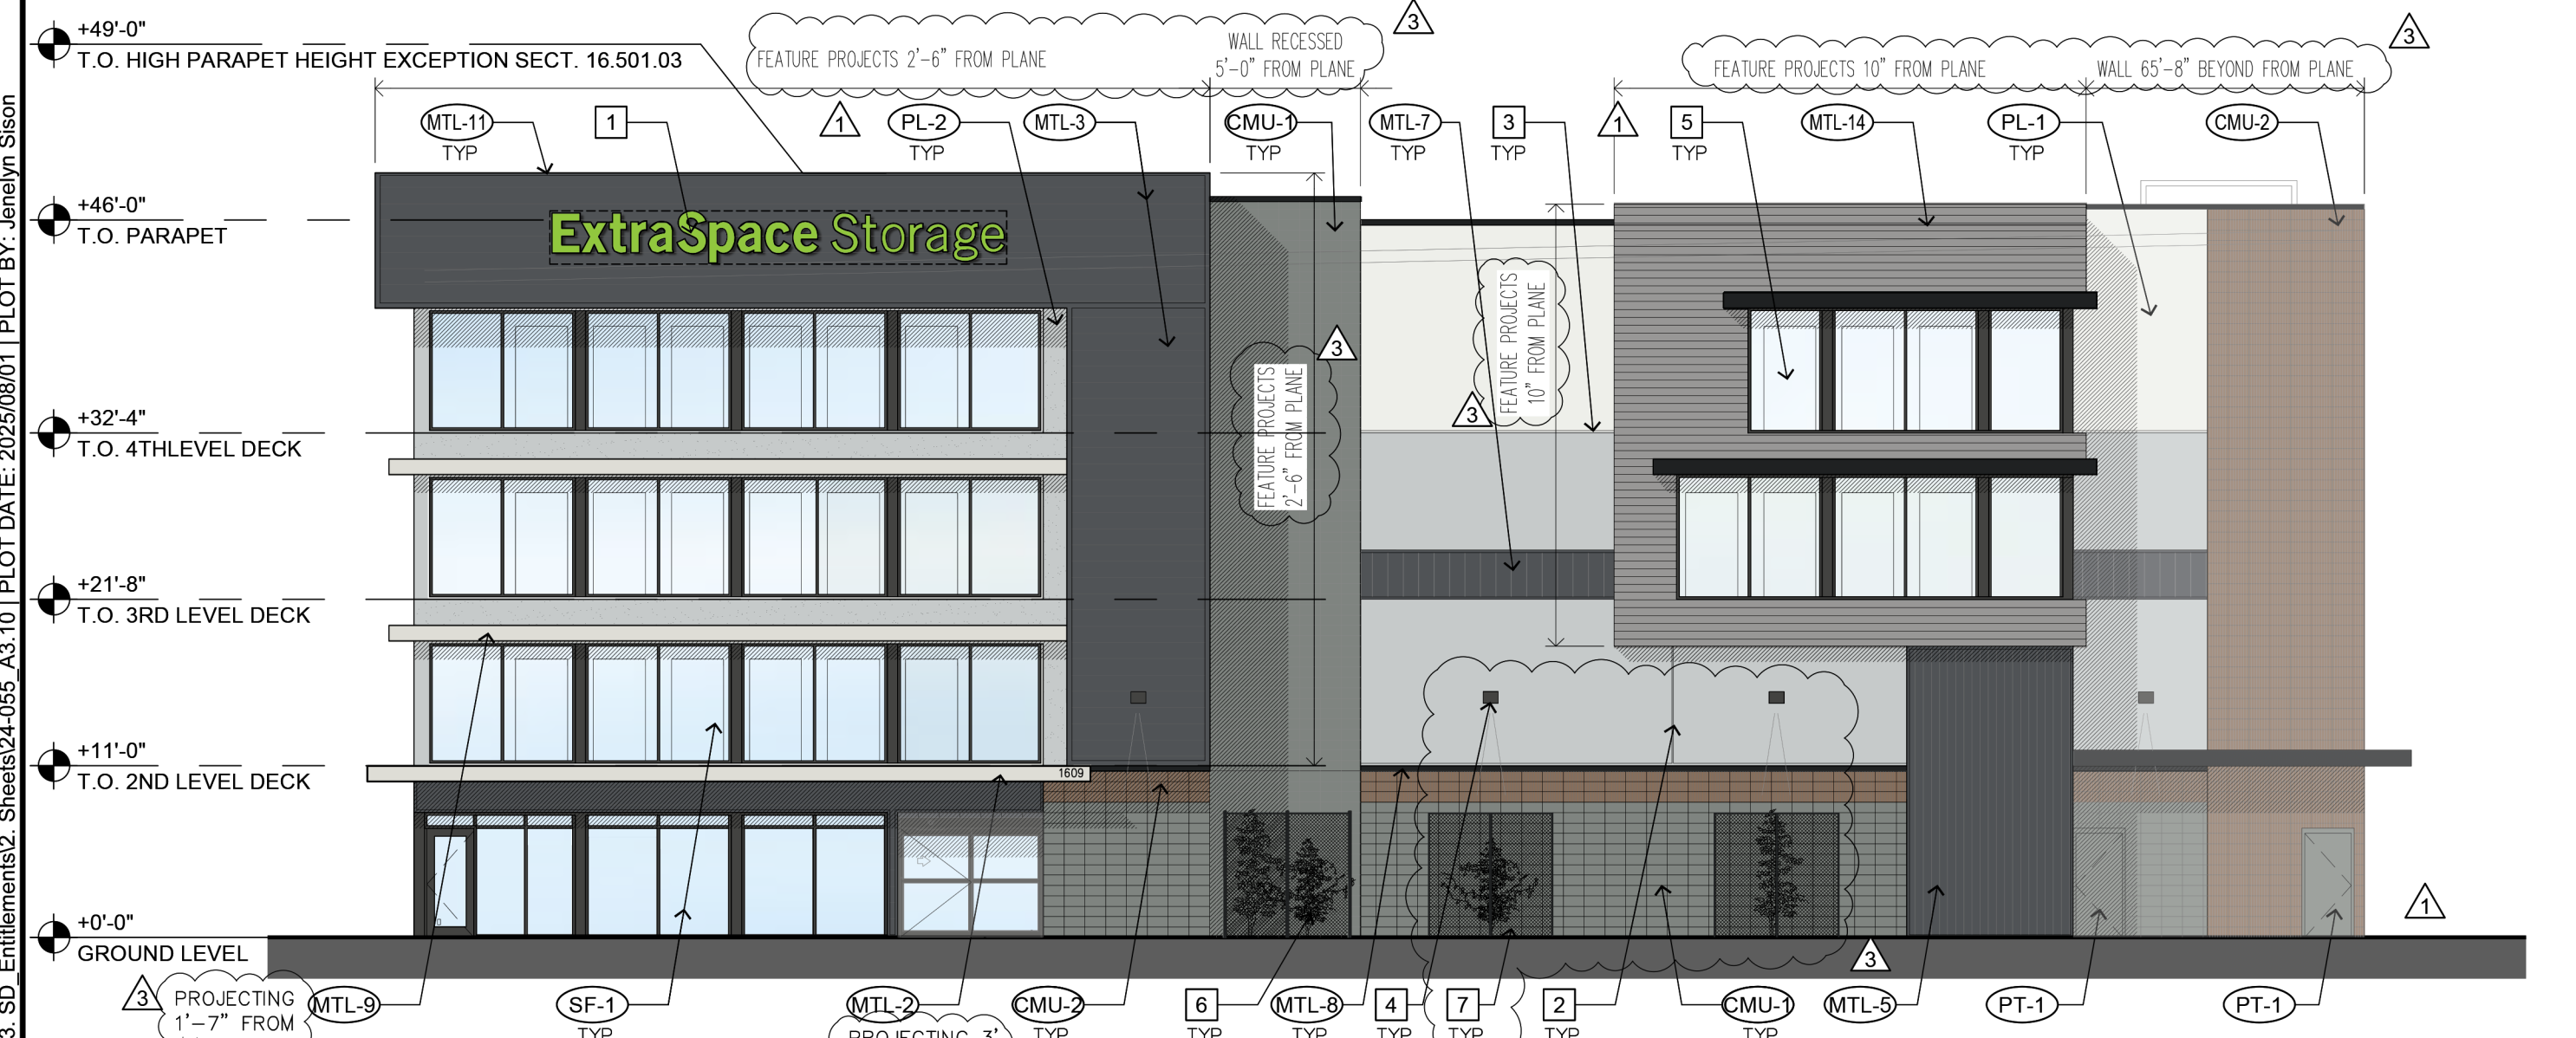 +49'-0"
T.O. HIGH PARAPET HEIGHT EXCEPTION SECT. 16.501.03
FEATURE PROJECTS 2'-6" FROM PLANE
WALL RECESSED
5'-0" FROM PLANE
3
FEATURE PROJECTS 10" FROM PLANE
WALL 65'-8" BEYOND FROM PLANE
3
MTL-11
TYP
1
1
PL-2
TYP
MTL-3
CMU-1
TYP
MTL-7
TYP
3
TYP
1
5
TYP
MTL-14
TYP
PL-1
TYP
CMU-2
+46'-0"
T.O. PARAPET
ExtraSpace Storage
FEATURE PROJECTS
10" FROM PLANE
3
FEATURE PROJECTS
2'-6" FROM PLANE
3
+32'-4"
T.O. 4THLEVEL DECK
+21'-8"
T.O. 3RD LEVEL DECK
+11'-0"
T.O. 2ND LEVEL DECK
1609
+0'-0"
GROUND LEVEL
1
3
3
PROJECTING
1'-7" FROM
MTL-9
SF-1
TYP
MTL-2
PROJECTING 3'
CMU-2
TYP
6
TYP
MTL-8
TYP
4
TYP
7
TYP
2
TYP
CMU-1
TYP
MTL-5
PT-1
PT-1
3. SD_Entitlements\2. Sheets\24-055_A3.10 | PLOT DATE: 2025/08/01 | PLOT BY: Jenelyn Sison